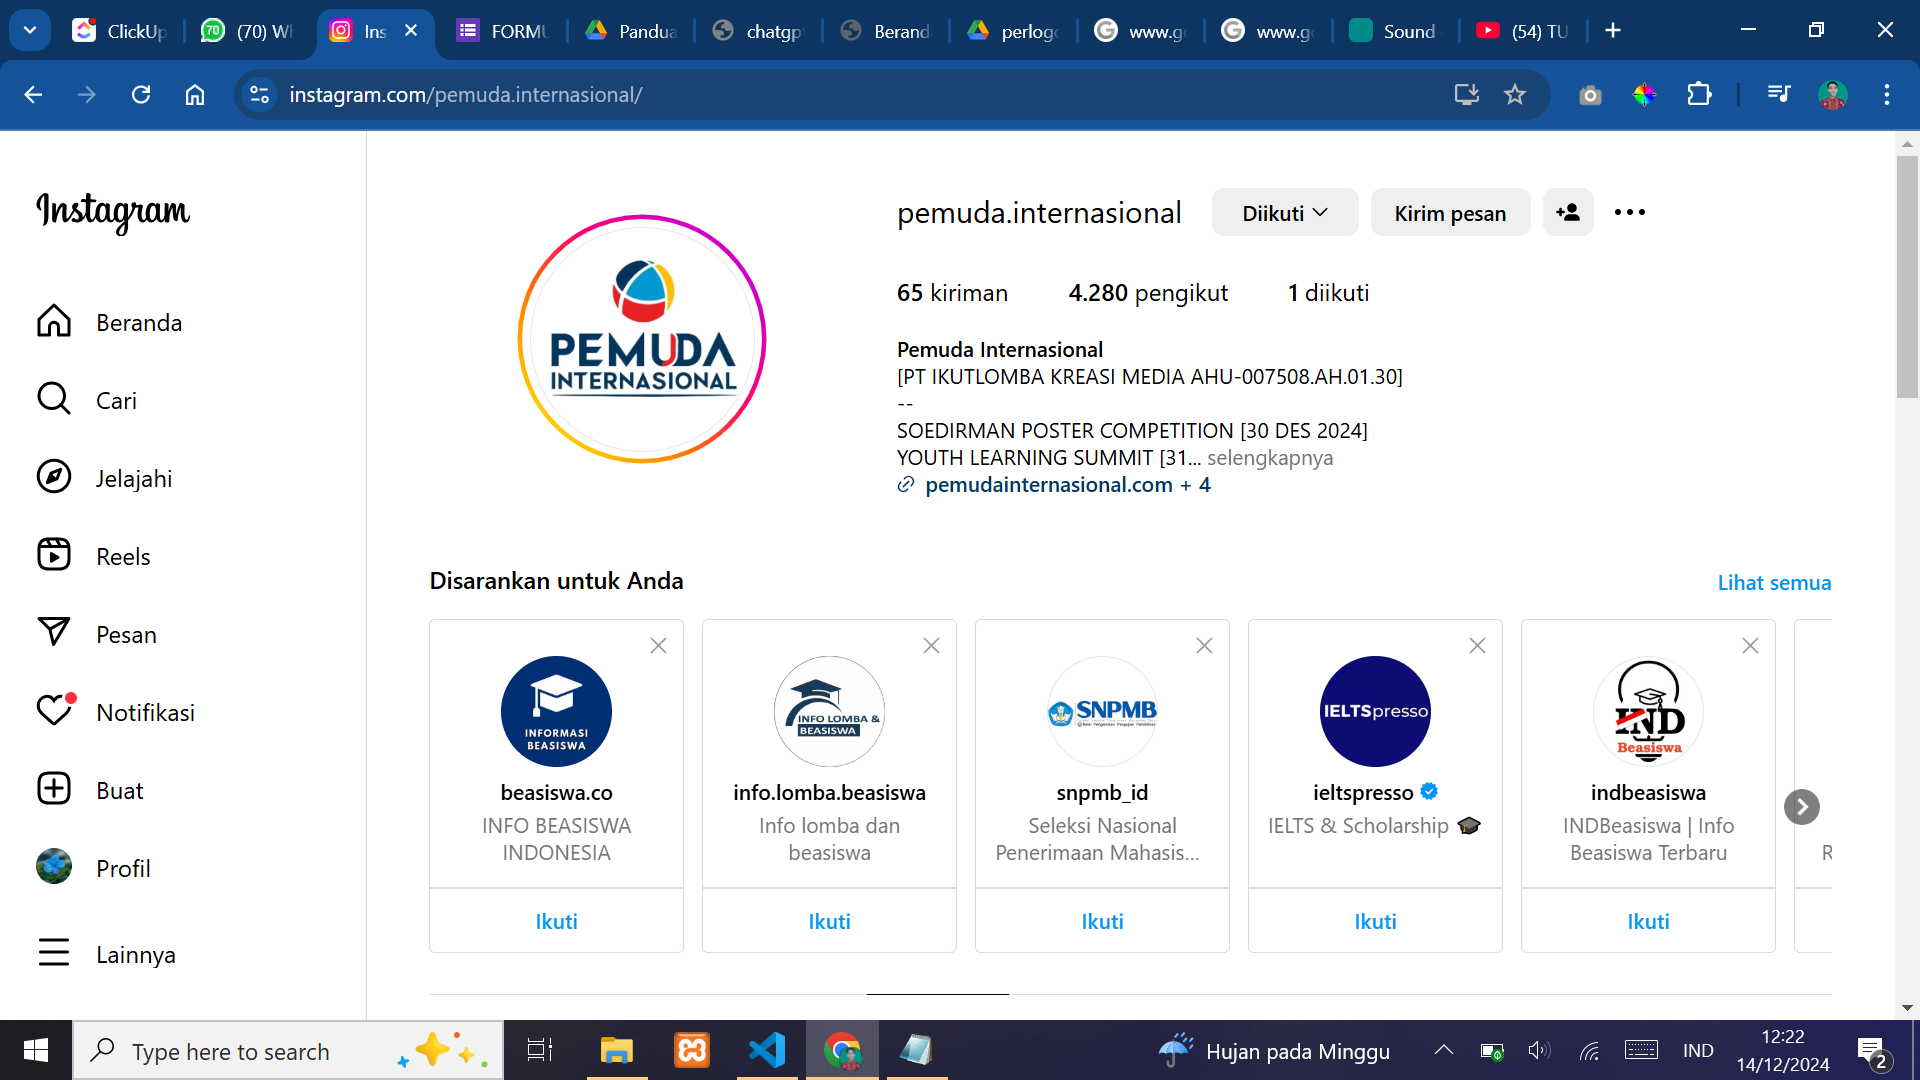 ClickUp
(70) Wh
Ins
FORMU
Pandua
chatgp
Berand
perlogo
www.go
www.go
Sound
(54) TU
instagram.com/pemuda.internasional/
Instagram
Beranda
Cari
Jelajahi
Reels
Pesan
Notifikasi
Buat
Profil
Lainnya
PEMUDA
INTERNASIONAL
pemuda.internasional
Diikuti
Kirim pesan
65 kiriman
4.280 pengikut
1 diikuti
Pemuda Internasional
[PT IKUTLOMBA KREASI MEDIA AHU-007508.AH.01.30]
--
SOEDIRMAN POSTER COMPETITION [30 DES 2024]
YOUTH LEARNING SUMMIT [31... selengkapnya
pemudainternasional.com + 4
Disarankan untuk Anda
Lihat semua
INFORMASI
BEASISWA
beasiswa.co
INFO BEASISWA
INDONESIA
Ikuti
INFO LOMBA &
BEASISWA
info.lomba.beasiswa
Info lomba dan
beasiswa
Ikuti
SNPMB
snpmb_id
Seleksi Nasional
Penerimaan Mahasis...
Ikuti
IELTSpresso
ieltspresso
IELTS & Scholarship 🎓
Ikuti
IND
Beasiswa
indbeasiswa
INDBeasiswa | Info
Beasiswa Terbaru
Ikuti
R
Type here to search
Hujan pada Minggu
IND
12:22
14/12/2024
2